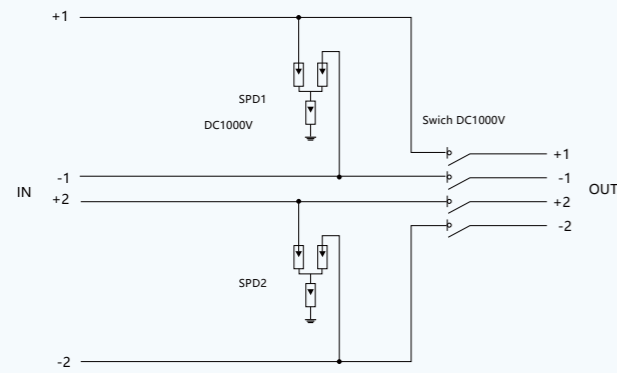 +1
SPD1
DC1000V
Swich DC1000V
+1
-1
-1
IN
OUT
+2
+2
-2
SPD2
-2